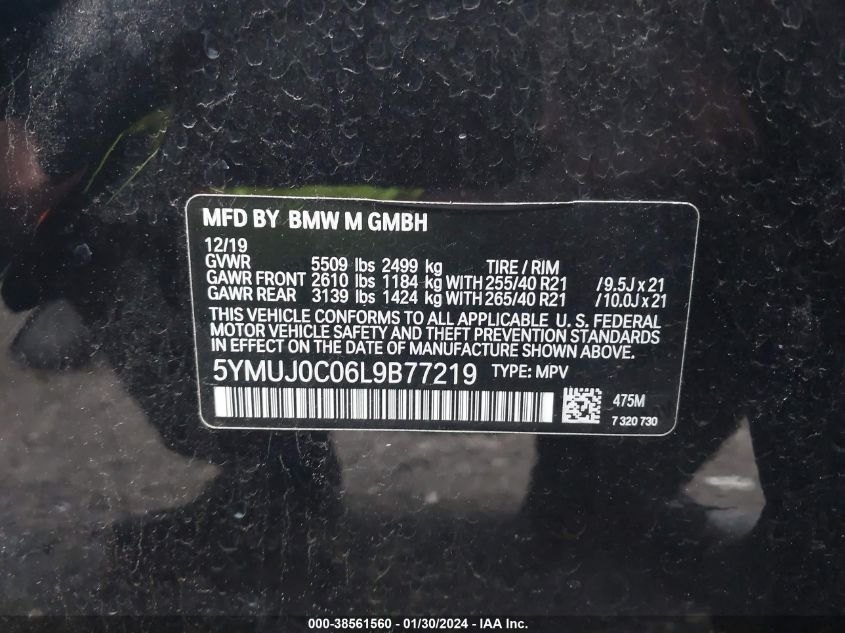 MFD BY BMW M GMBH
12/19
GVWR 5509 lbs 2499 kg TIRE / RIM
GAWR FRONT 2610 lbs 1184 kg WITH 255/40 R21 /9.5J x 21
GAWR REAR 3139 lbs 1424 kg WITH 265/40 R21 /10.0J x 21
THIS VEHICLE CONFORMS TO ALL APPLICABLE U. S. FEDERAL
MOTOR VEHICLE SAFETY AND THEFT PREVENTION STANDARDS
IN EFFECT ON THE DATE OF MANUFACTURE SHOWN ABOVE.
5YMUJ0C06L9B77219 TYPE: MPV
475M
7 320 730
000-38561560 - 01/30/2024 - IAA Inc.